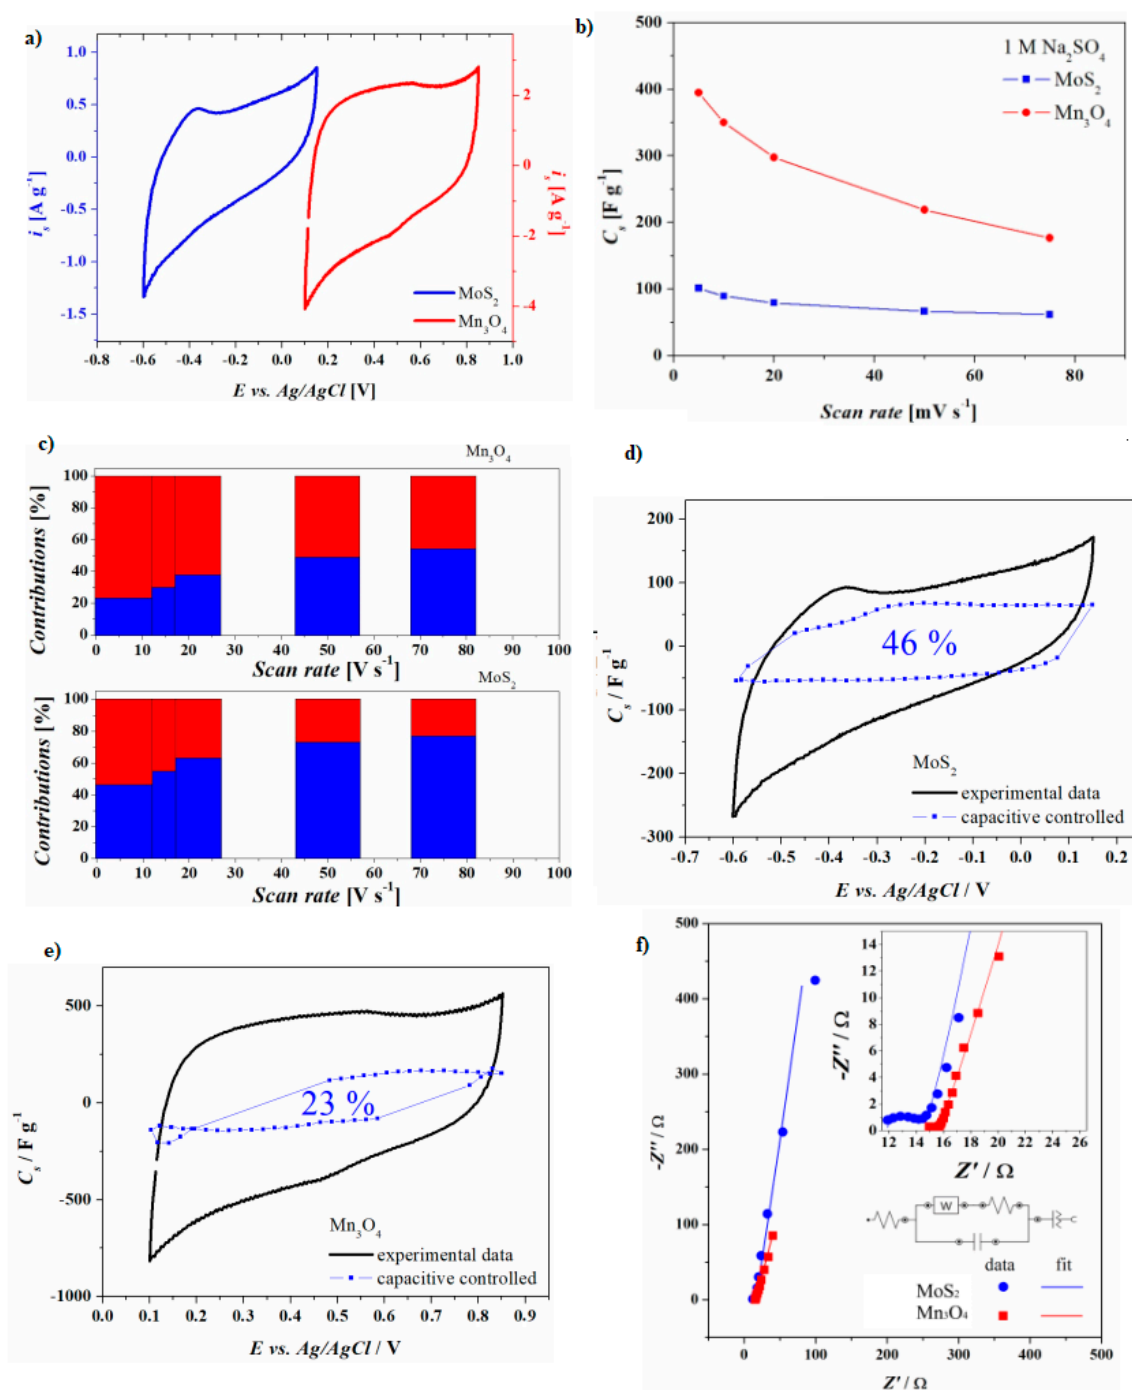 a)
1.0
0.5
0.0
-0.5
-1.0
-1.5
i_s [A g⁻¹]
2
0
-2
-4
i_s [A g⁻¹]
MoS₂
Mn₃O₄
-0.8 -0.6 -0.4 -0.2 0.0 0.2 0.4 0.6 0.8 1.0
E vs. Ag/AgCl [V]
b)
500
400
300
200
100
0
C_s [F g⁻¹]
1 M Na₂SO₄
MoS₂
Mn₃O₄
0 20 40 60 80
Scan rate [mV s⁻¹]
c)
Mn₃O₄
100
80
60
40
20
0
Contributions [%]
0 10 20 30 40 50 60 70 80 90 100
Scan rate [V s⁻¹]
MoS₂
100
80
60
40
20
0
Contributions [%]
0 10 20 30 40 50 60 70 80 90 100
Scan rate [V s⁻¹]
d)
200
100
0
-100
-200
-300
C_s / F g⁻¹
46 %
MoS₂
experimental data
capacitive controlled
-0.7 -0.6 -0.5 -0.4 -0.3 -0.2 -0.1 0.0 0.1 0.2
E vs. Ag/AgCl / V
e)
500
0
-500
-1000
C_s / F g⁻¹
23 %
Mn₃O₄
experimental data
capacitive controlled
0.0 0.1 0.2 0.3 0.4 0.5 0.6 0.7 0.8 0.9
E vs. Ag/AgCl / V
f)
500
400
300
200
100
0
-Z'' / Ω
14
12
10
8
6
4
2
0
-Z'' / Ω
12 14 16 18 20 22 24 26
Z' / Ω
W
C
data fit
MoS₂
Mn₃O₄
0 100 200 300 400 500
Z' / Ω